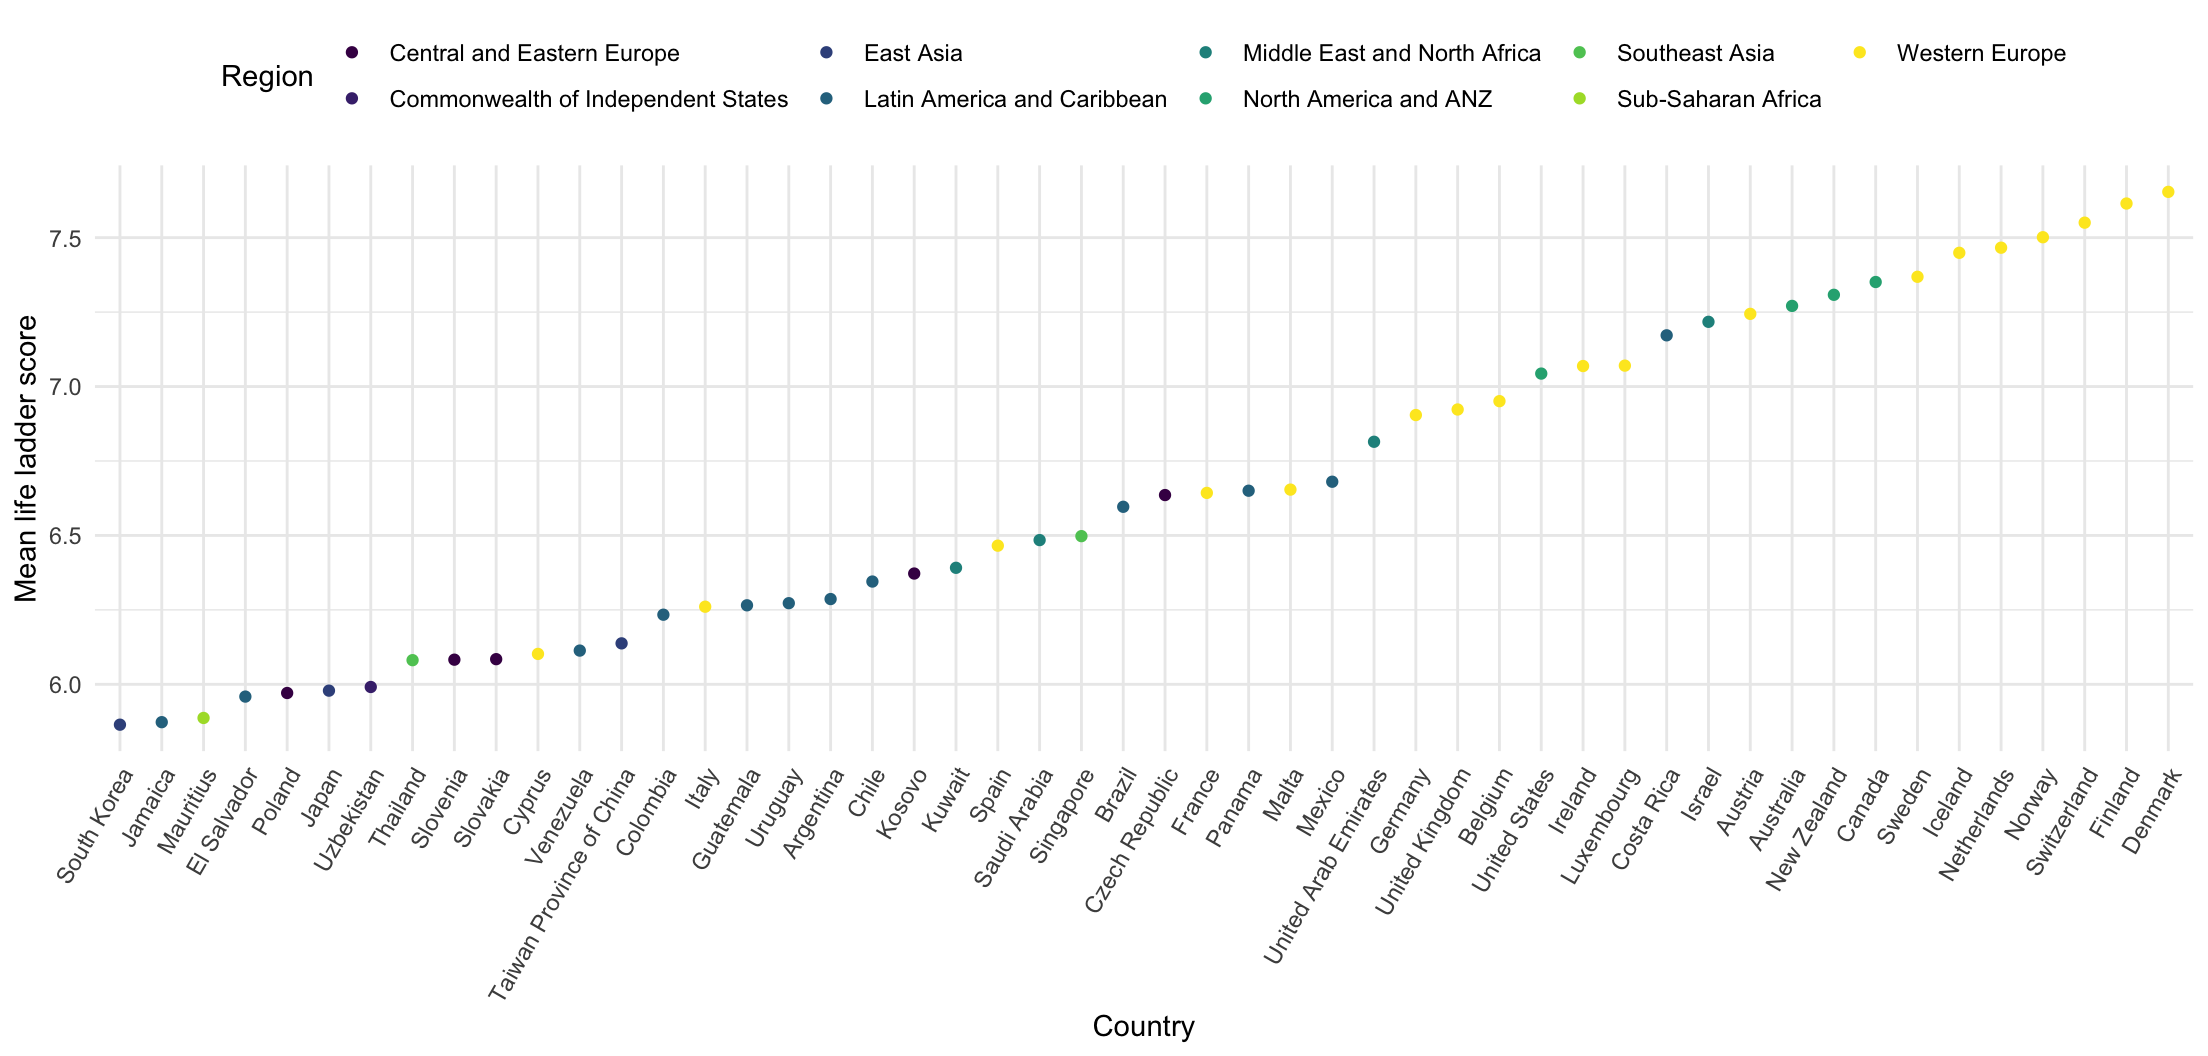 Region
Central and Eastern Europe
East Asia
Middle East and North Africa
Southeast Asia
Western Europe
Commonwealth of Independent States
Latin America and Caribbean
North America and ANZ
Sub-Saharan Africa
Mean life ladder score
7.5
7.0
6.5
6.0
South Korea
Jamaica
Mauritius
El Salvador
Poland
Japan
Uzbekistan
Thailand
Slovenia
Slovakia
Cyprus
Venezuela
Taiwan Province of China
Colombia
Italy
Guatemala
Uruguay
Argentina
Chile
Kosovo
Kuwait
Spain
Saudi Arabia
Singapore
Brazil
Czech Republic
France
Panama
Malta
Mexico
United Arab Emirates
Germany
United Kingdom
Belgium
United States
Ireland
Luxembourg
Costa Rica
Israel
Austria
Australia
New Zealand
Canada
Sweden
Iceland
Netherlands
Norway
Switzerland
Finland
Denmark
Country